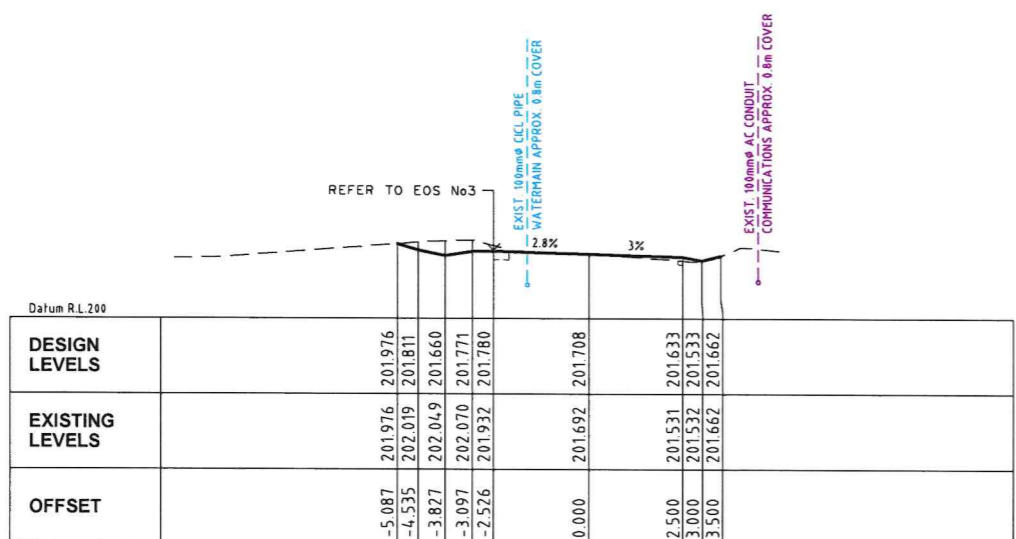 EXIST. 100mmø CICL PIPE
WATERMAIN APPROX. 0.8m COVER
EXIST. 100mmø AC CONDUIT
COMMUNICATIONS APPROX. 0.8m COVER
REFER TO EOS No3
2.8%
3%
Datum R.L.200
DESIGN
LEVELS
201.976
201.811
201.660
201.771
201.780
201.708
201.633
201.533
201.662
EXISTING
LEVELS
201.976
202.019
202.049
202.070
201.932
201.692
201.531
201.532
201.662
OFFSET
-5.087
-4.535
-3.827
-3.097
-2.526
0.000
2.500
3.000
3.500